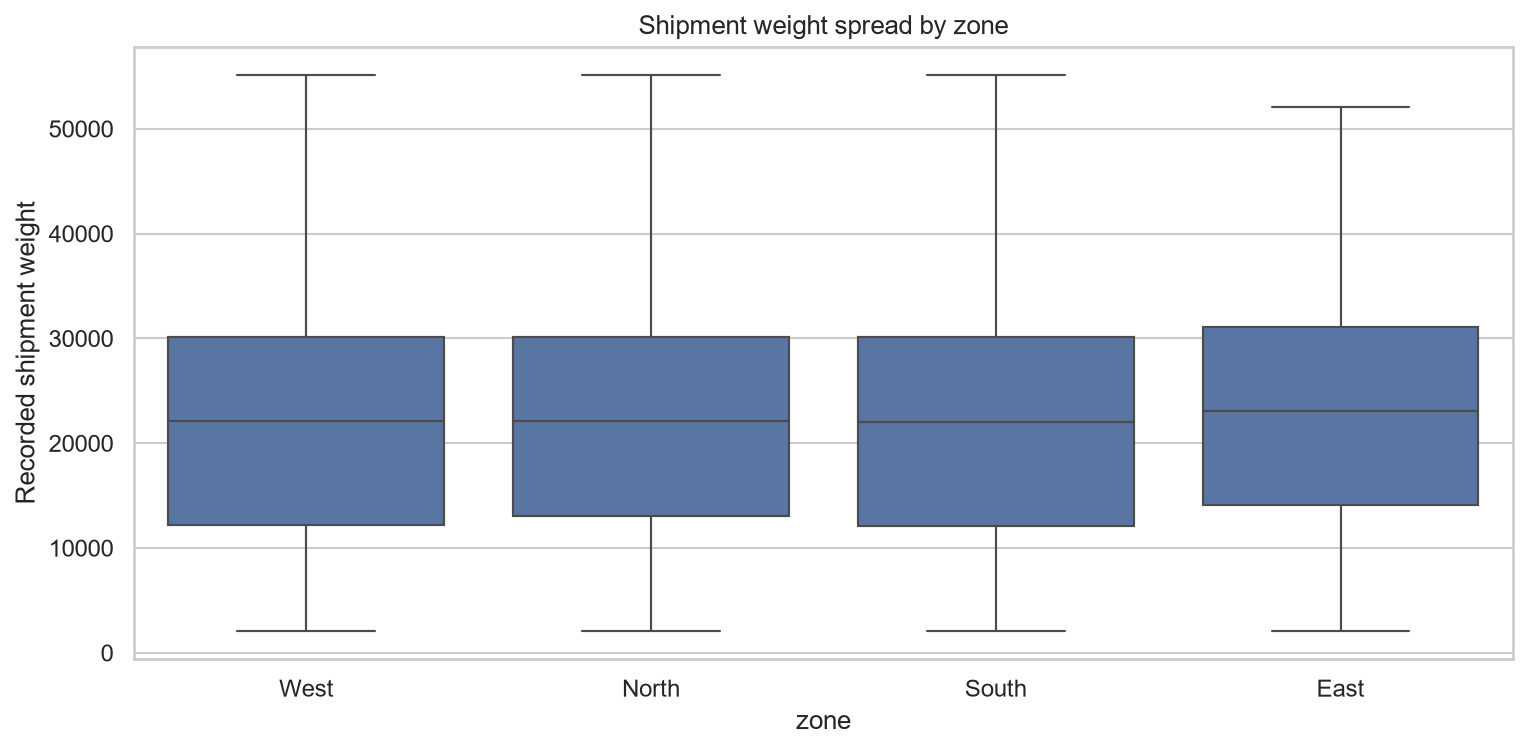 Shipment weight spread by zone
Recorded shipment weight
50000
40000
30000
20000
10000
0
West
North
South
East
zone